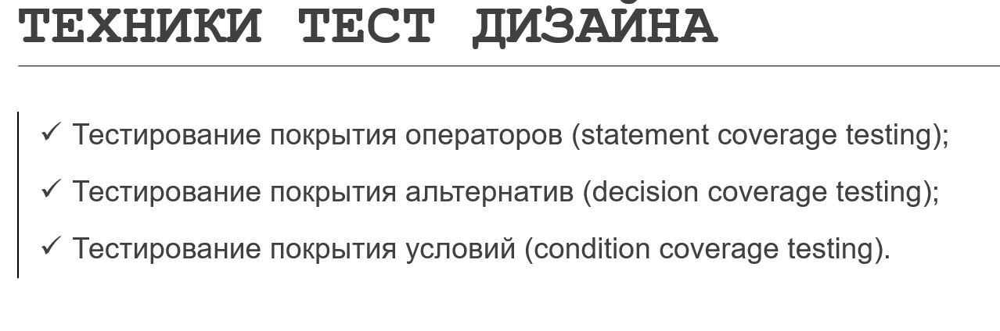 ТЕХНИКИ ТЕСТ ДИЗАЙНА
✓ Тестирование покрытия операторов (statement coverage testing);
✓ Тестирование покрытия альтернатив (decision coverage testing);
✓ Тестирование покрытия условий (condition coverage testing).